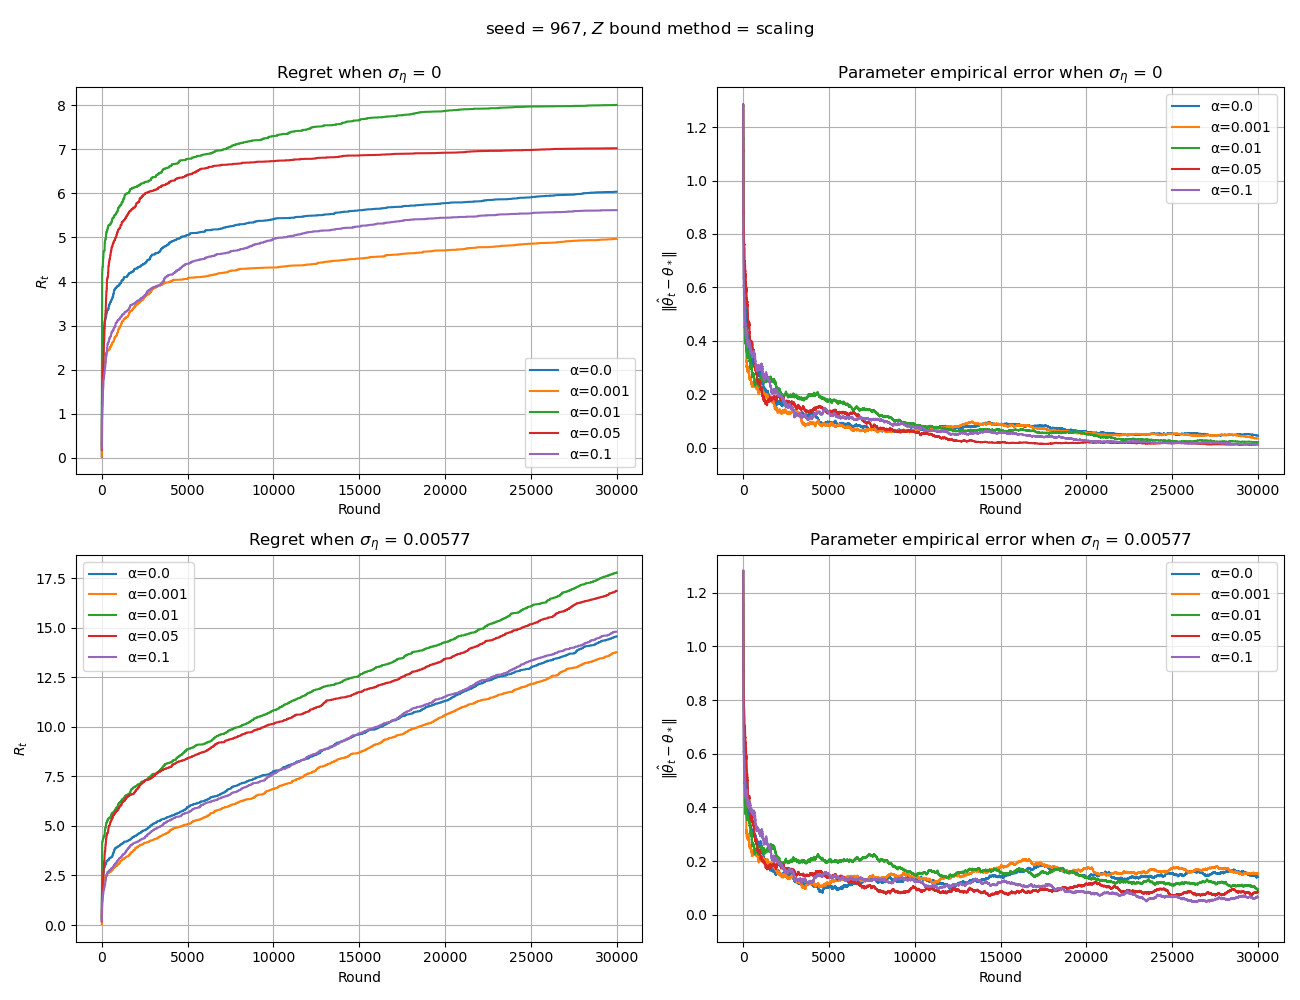 seed = 967, Z bound method = scaling
Regret when σ_η = 0
R_t
8
7
6
5
4
3
2
1
0
α=0.0
α=0.001
α=0.01
α=0.05
α=0.1
0 5000 10000 15000 20000 25000 30000
Round
Parameter empirical error when σ_η = 0
‖θ̂_t − θ_*‖
1.2
1.0
0.8
0.6
0.4
0.2
0.0
α=0.0
α=0.001
α=0.01
α=0.05
α=0.1
0 5000 10000 15000 20000 25000 30000
Round
Regret when σ_η = 0.00577
R_t
17.5
15.0
12.5
10.0
7.5
5.0
2.5
0.0
α=0.0
α=0.001
α=0.01
α=0.05
α=0.1
0 5000 10000 15000 20000 25000 30000
Round
Parameter empirical error when σ_η = 0.00577
‖θ̂_t − θ_*‖
1.2
1.0
0.8
0.6
0.4
0.2
0.0
α=0.0
α=0.001
α=0.01
α=0.05
α=0.1
0 5000 10000 15000 20000 25000 30000
Round